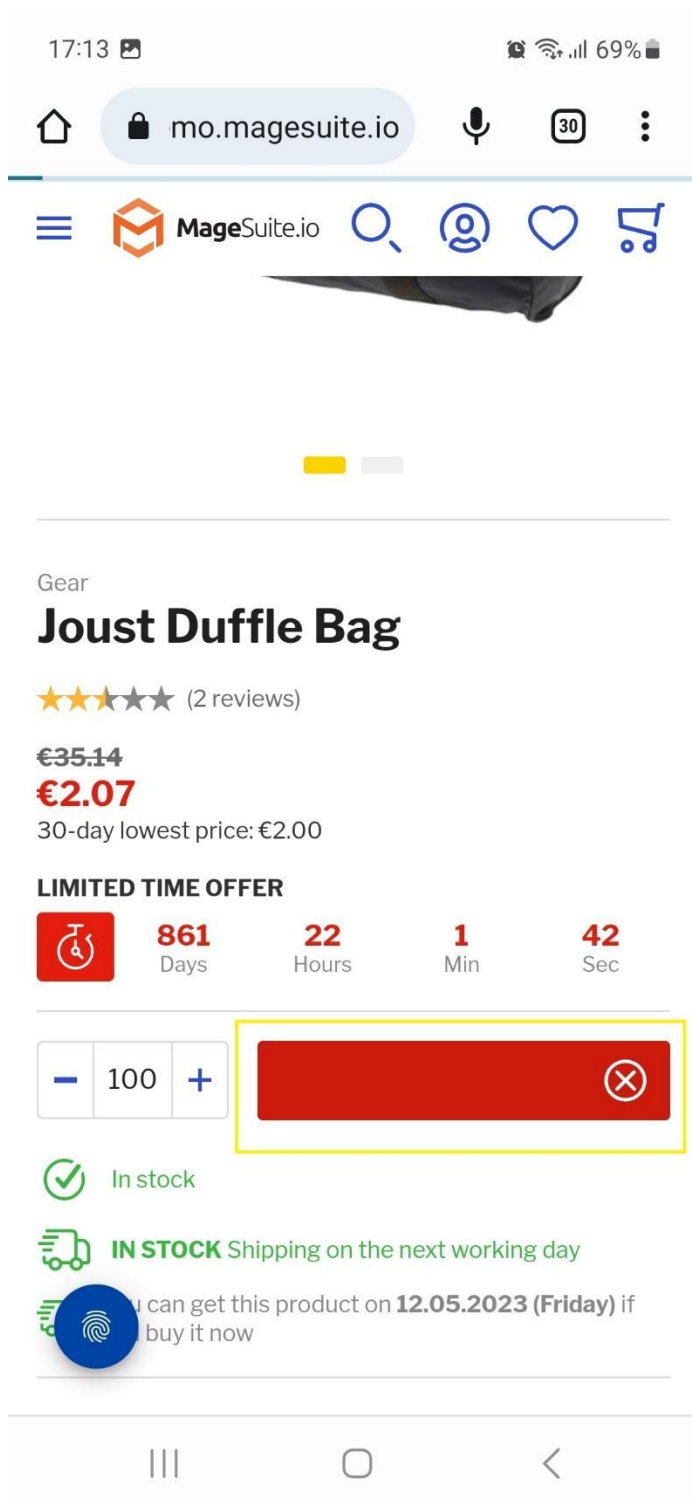 17:13 69%
mo.magesuite.io 30
MageSuite.io
Gear
Joust Duffle Bag
(2 reviews)
€35.14
€2.07
30-day lowest price: €2.00
LIMITED TIME OFFER
861 22 1 42
Days Hours Min Sec
100
In stock
IN STOCK Shipping on the next working day
can get this product on 12.05.2023 (Friday) if
buy it now